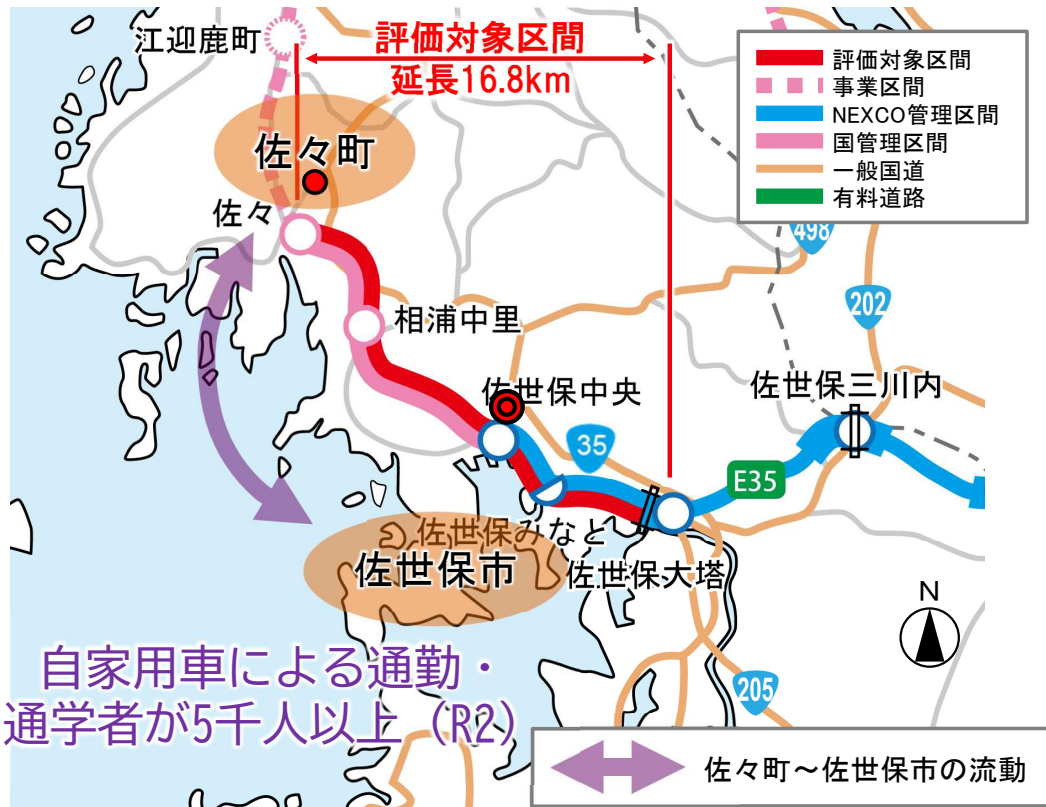 江迎鹿町
評価対象区間
延長16.8km
評価対象区間
事業区間
NEXCO管理区間
国管理区間
一般国道
有料道路
佐々町
佐々
498
202
相浦中里
佐世保中央
佐世保三川内
35
E35
佐世保みなと
佐世保市
佐世保大塔
N
205
自家用車による通勤・
通学者が5千人以上（R2）
佐々町～佐世保市の流動